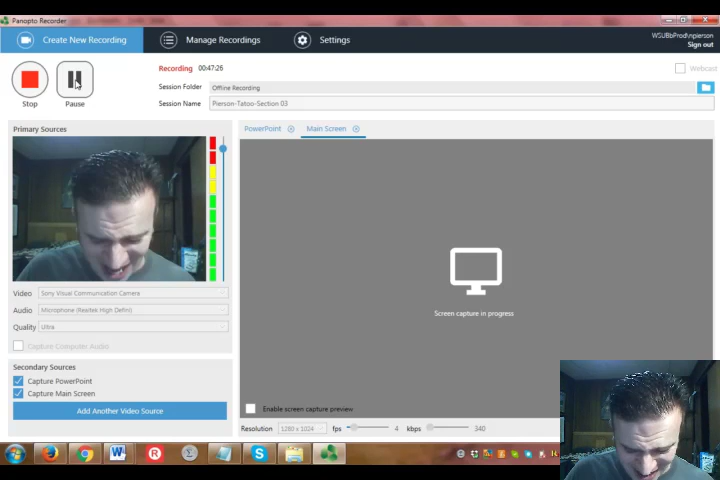 Panopto Recorder
Create New Recording
Manage Recordings
Settings
WSUBbProd\npierson
Sign out
Recording 00:47:26
Webcast
Session Folder Offline Recording
Stop
Pause
Session Name Pierson-Tatoo-Section 03
Primary Sources
PowerPoint
Main Screen
Screen capture in progress
Video Sony Visual Communication Camera
Audio Microphone (Realtek High Defini)
Quality Ultra
Capture Computer Audio
Secondary Sources
Capture PowerPoint
Capture Main Screen
Add Another Video Source
Enable screen capture preview
Resolution 1280 x 1024 fps 4 kbps 340